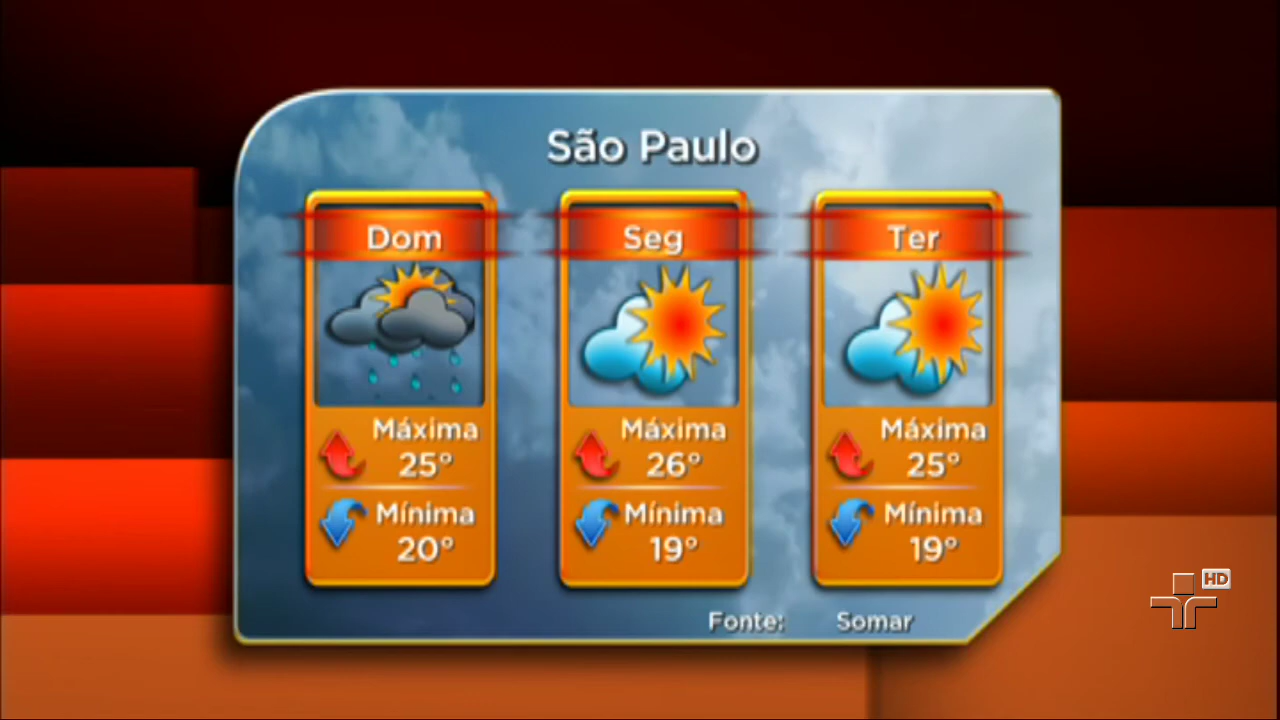 São Paulo
Dom
Máxima
25°
Mínima
20°
Seg
Máxima
26°
Mínima
19°
Ter
Máxima
25°
Mínima
19°
Fonte: Somar
HD